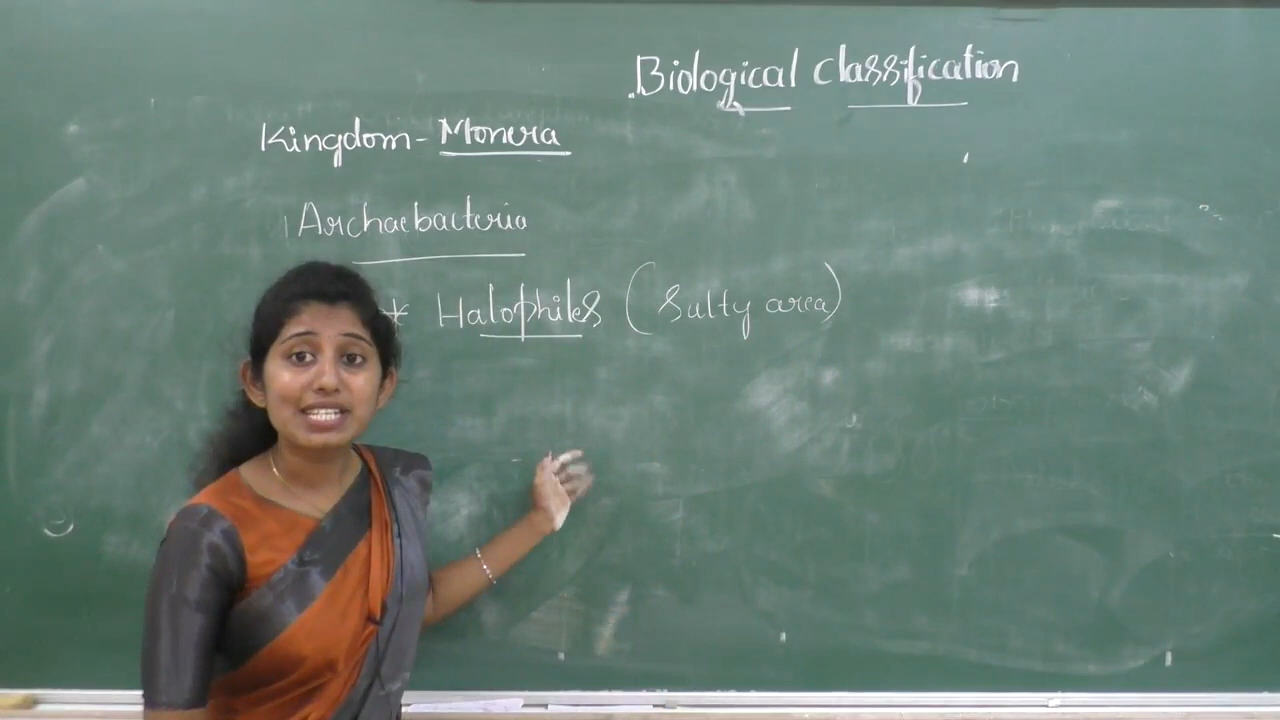 Biological classification
Kingdom - Monera
Archaebacteria
* Halophiles (Salty area)